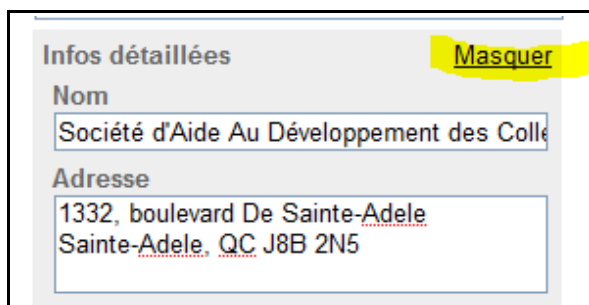 Infos détaillées Masquer
Nom
Société d'Aide Au Développement des Colle
Adresse
1332, boulevard De Sainte-Adele
Sainte-Adele, QC J8B 2N5